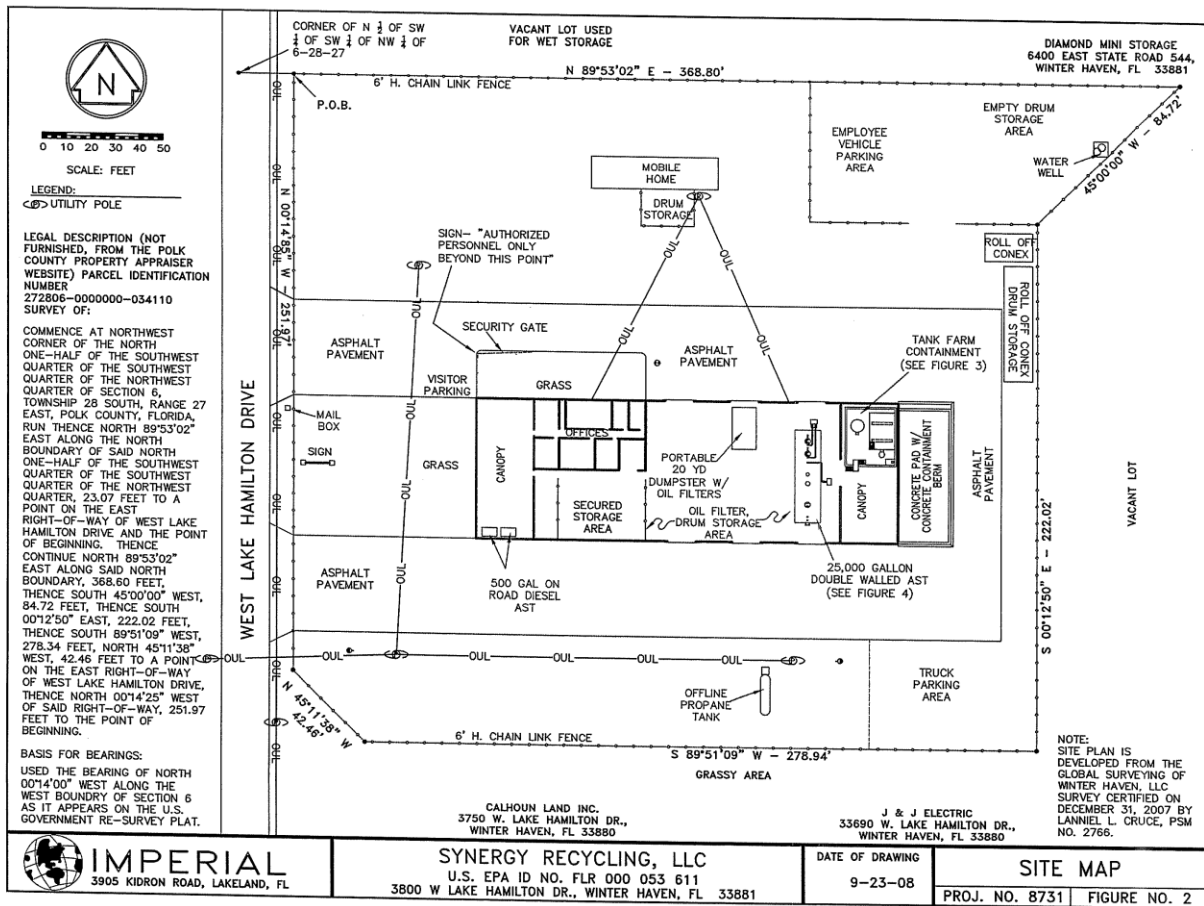 CORNER OF N ½ OF SW
¼ OF SW ¼ OF NW ¼ OF
6-28-27
VACANT LOT USED
FOR WET STORAGE
DIAMOND MINI STORAGE
6400 EAST STATE ROAD 544,
WINTER HAVEN, FL 33881
N 89°53'02" E - 368.80'
6' H. CHAIN LINK FENCE
P.O.B.
N
0 10 20 30 40 50
SCALE: FEET
LEGEND:
UTILITY POLE
LEGAL DESCRIPTION (NOT
FURNISHED, FROM THE POLK
COUNTY PROPERTY APPRAISER
WEBSITE) PARCEL IDENTIFICATION
NUMBER
272806-0000000-034110
SURVEY OF:
COMMENCE AT NORTHWEST
CORNER OF THE NORTH
ONE-HALF OF THE SOUTHWEST
QUARTER OF THE SOUTHWEST
QUARTER OF THE NORTHWEST
QUARTER OF SECTION 6,
TOWNSHIP 28 SOUTH, RANGE 27
EAST, POLK COUNTY, FLORIDA,
RUN THENCE NORTH 89°53'02"
EAST ALONG THE NORTH
BOUNDARY OF SAID NORTH
ONE-HALF OF THE SOUTHWEST
QUARTER OF THE SOUTHWEST
QUARTER OF THE NORTHWEST
QUARTER, 23.07 FEET TO A
POINT ON THE EAST
RIGHT-OF-WAY OF WEST LAKE
HAMILTON DRIVE AND THE POINT
OF BEGINNING. THENCE
CONTINUE NORTH 89°53'02"
EAST ALONG SAID NORTH
BOUNDARY, 368.60 FEET,
THENCE SOUTH 45°00'00" WEST,
84.72 FEET, THENCE SOUTH
00°12'50" EAST, 222.02 FEET,
THENCE SOUTH 89°51'09" WEST,
278.34 FEET, NORTH 45°11'38"
WEST, 42.46 FEET TO A POINT
ON THE EAST RIGHT-OF-WAY
OF WEST LAKE HAMILTON DRIVE,
THENCE NORTH 00°14'25" WEST
OF SAID RIGHT-OF-WAY, 251.97
FEET TO THE POINT OF
BEGINNING.
BASIS FOR BEARINGS:
USED THE BEARING OF NORTH
00°14'00" WEST ALONG THE
WEST BOUNDRY OF SECTION 6
AS IT APPEARS ON THE U.S.
GOVERNMENT RE-SURVEY PLAT.
WEST LAKE HAMILTON DRIVE
OUL
OUL
OUL
OUL
OUL
OUL
OUL
N 00°14'85" W - 251.97'
EMPTY DRUM
STORAGE
AREA
EMPLOYEE
VEHICLE
PARKING
AREA
WATER
WELL
45°00'00" W - 84.72'
MOBILE
HOME
DRUM
STORAGE
SIGN- "AUTHORIZED
PERSONNEL ONLY
BEYOND THIS POINT"
ROLL OFF
CONEX
ROLL OFF CONEX
DRUM STORAGE
OUL
OUL
OUL
OUL
OUL
OUL
OUL
ASPHALT
PAVEMENT
SECURITY GATE
ASPHALT
PAVEMENT
TANK FARM
CONTAINMENT
(SEE FIGURE 3)
VISITOR
PARKING
GRASS
MAIL
BOX
SIGN
GRASS
CANOPY
OFFICES
PORTABLE
20 YD
DUMPSTER W/
OIL FILTERS
SECURED
STORAGE
AREA
OIL FILTER,
DRUM STORAGE
AREA
CANOPY
CONCRETE PAD W/
CONCRETE CONTAINMENT
BERM
ASPHALT
PAVEMENT
VACANT LOT
S 00°12'50" E - 222.02'
ASPHALT
PAVEMENT
500 GAL ON
ROAD DIESEL
AST
25,000 GALLON
DOUBLE WALLED AST
(SEE FIGURE 4)
OUL
OUL
OUL
OUL
OUL
OUL
OFFLINE
PROPANE
TANK
TRUCK
PARKING
AREA
N 45°11'38" W
42.46'
6' H. CHAIN LINK FENCE
S 89°51'09" W - 278.94'
GRASSY AREA
NOTE:
SITE PLAN IS
DEVELOPED FROM THE
GLOBAL SURVEYING OF
WINTER HAVEN, LLC
SURVEY CERTIFIED ON
DECEMBER 31, 2007 BY
LANNIEL L. CRUCE, PSM
NO. 2766.
CALHOUN LAND INC.
3750 W. LAKE HAMILTON DR.,
WINTER HAVEN, FL 33880
J & J ELECTRIC
33690 W. LAKE HAMILTON DR.,
WINTER HAVEN, FL 33880
IMPERIAL
3905 KIDRON ROAD, LAKELAND, FL
SYNERGY RECYCLING, LLC
U.S. EPA ID NO. FLR 000 053 611
3800 W LAKE HAMILTON DR., WINTER HAVEN, FL 33881
DATE OF DRAWING
9-23-08
SITE MAP
PROJ. NO. 8731
FIGURE NO. 2